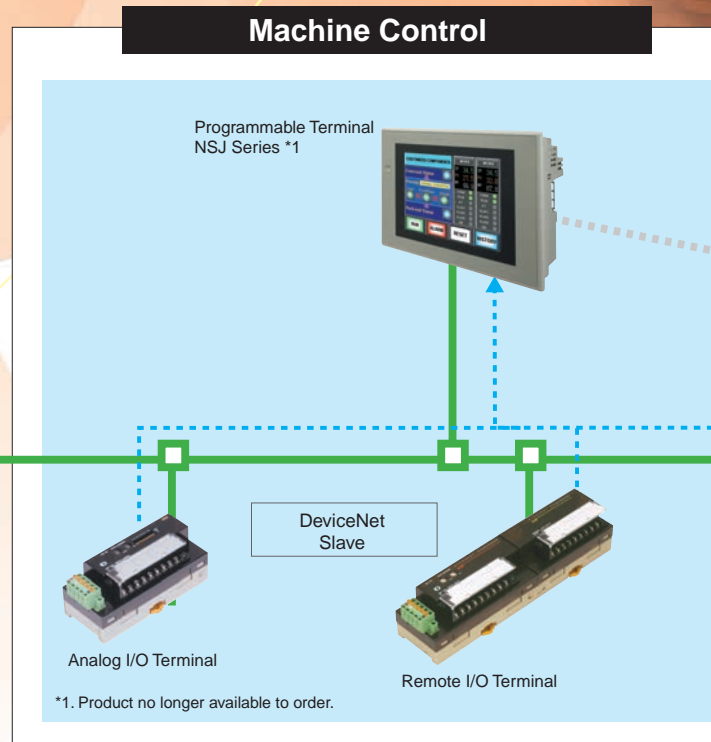 Machine Control
Programmable Terminal
NSJ Series *1
RESET
DeviceNet
Slave
Analog I/O Terminal
Remote I/O Terminal
*1. Product no longer available to order.